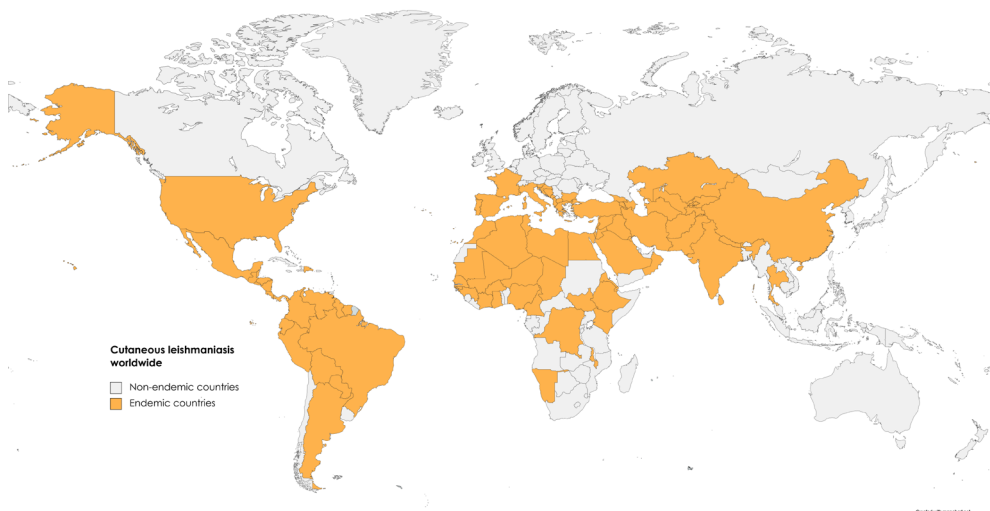 Cutaneous leishmaniasis
worldwide
Non-endemic countries
Endemic countries